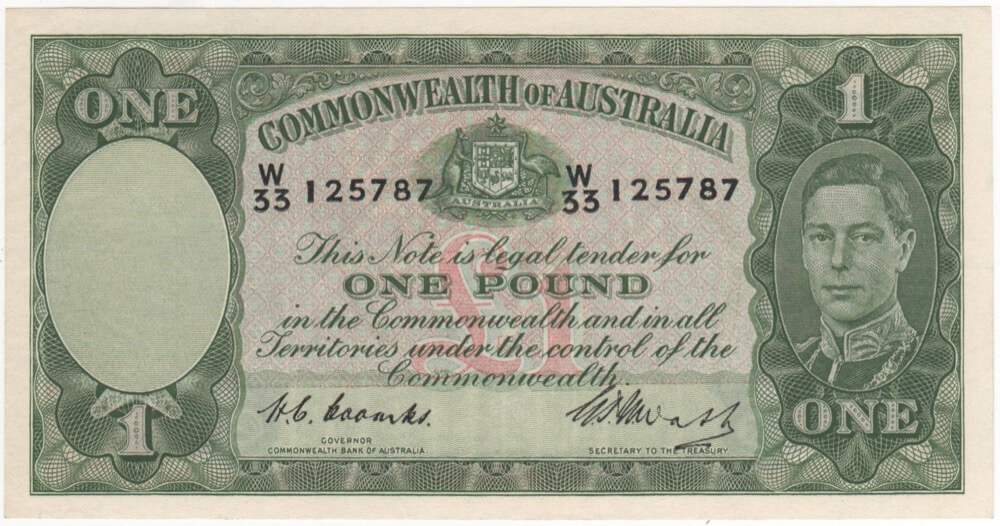 ONE
1
COMMONWEALTH OF AUSTRALIA
W/33 125787 W/33 125787
AUSTRALIA
This Note is legal tender for
ONE POUND
£1
in the Commonwealth and in all
Territories under the control of the
Commonwealth.
H.C. Coombs.
GOVERNOR
COMMONWEALTH BANK OF AUSTRALIA
SECRETARY TO THE TREASURY
1
ONE